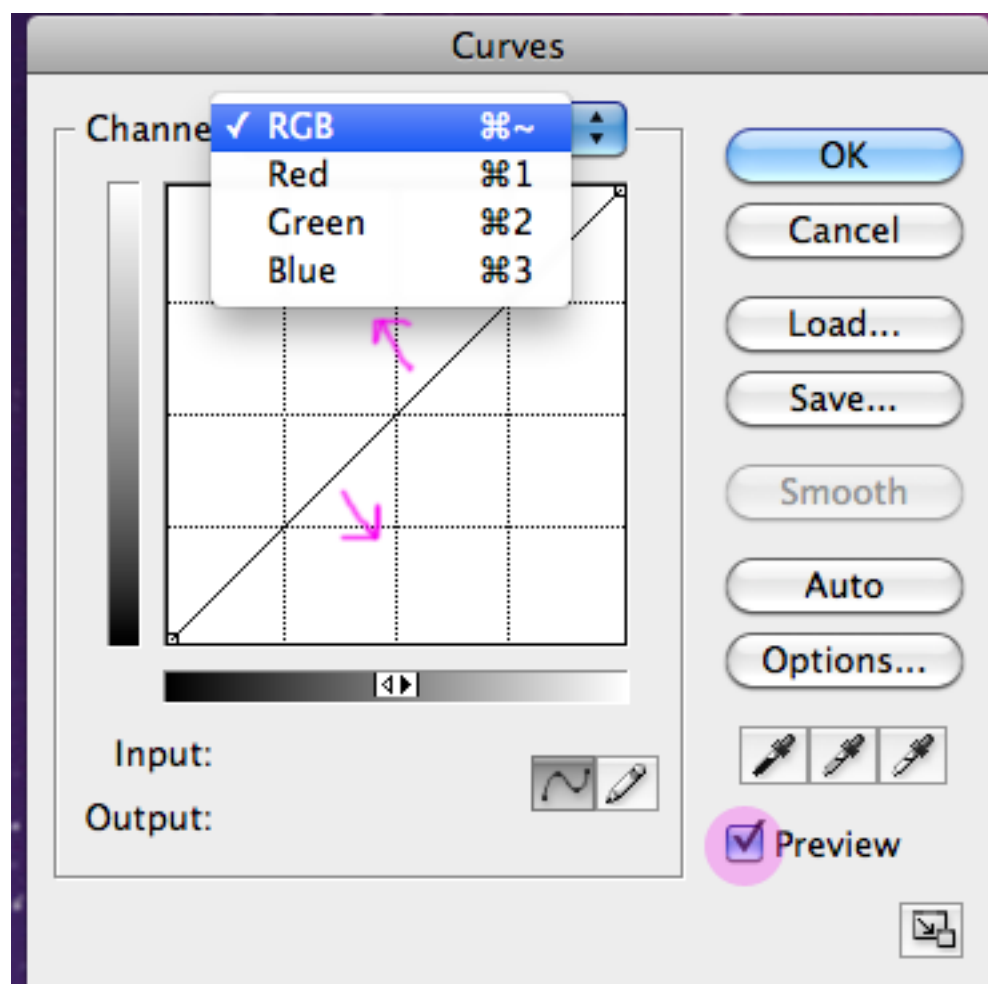 Curves
Channe
✓ RGB ⌘~
Red ⌘1
Green ⌘2
Blue ⌘3
OK
Cancel
Load...
Save...
Smooth
Auto
Options...
Input:
Output:
Preview